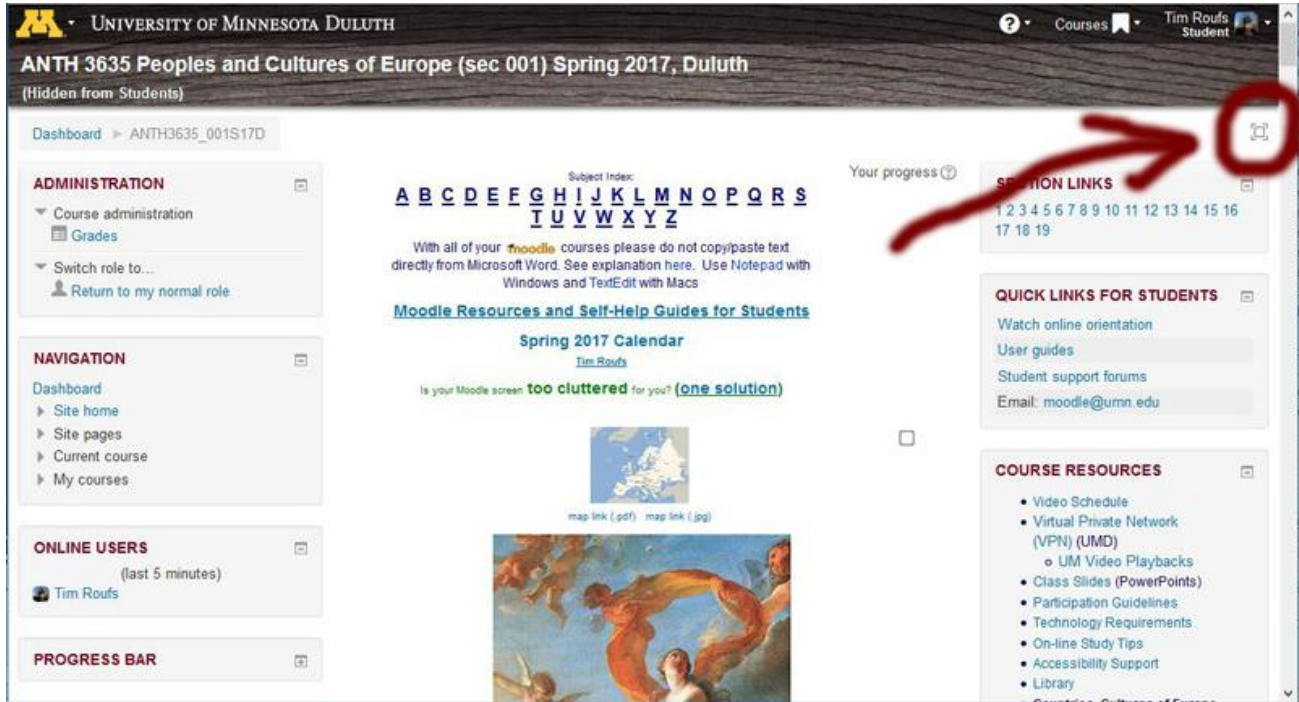 UNIVERSITY OF MINNESOTA DULUTH
? Courses Tim Roufs
Student
ANTH 3635 Peoples and Cultures of Europe (sec 001) Spring 2017, Duluth
(Hidden from Students)
Dashboard ► ANTH3635_001S17D
ADMINISTRATION
Course administration
Grades
Switch role to...
Return to my normal role
NAVIGATION
Dashboard
Site home
Site pages
Current course
My courses
ONLINE USERS
(last 5 minutes)
Tim Roufs
PROGRESS BAR
Your progress ?
Subject Index:
A B C D E F G H I J K L M N O P Q R S
T U V W X Y Z
With all of your moodle courses please do not copy/paste text
directly from Microsoft Word. See explanation here. Use Notepad with
Windows and TextEdit with Macs
Moodle Resources and Self-Help Guides for Students
Spring 2017 Calendar
Tim Roufs
Is your Moodle screen too cluttered for you? (one solution)
map link (.pdf) map link (.jpg)
SECTION LINKS
1 2 3 4 5 6 7 8 9 10 11 12 13 14 15 16
17 18 19
QUICK LINKS FOR STUDENTS
Watch online orientation
User guides
Student support forums
Email: moodle@umn.edu
COURSE RESOURCES
• Video Schedule
• Virtual Private Network
(VPN) (UMD)
o UM Video Playbacks
• Class Slides (PowerPoints)
• Participation Guidelines
• Technology Requirements
• On-line Study Tips
• Accessibility Support
• Library